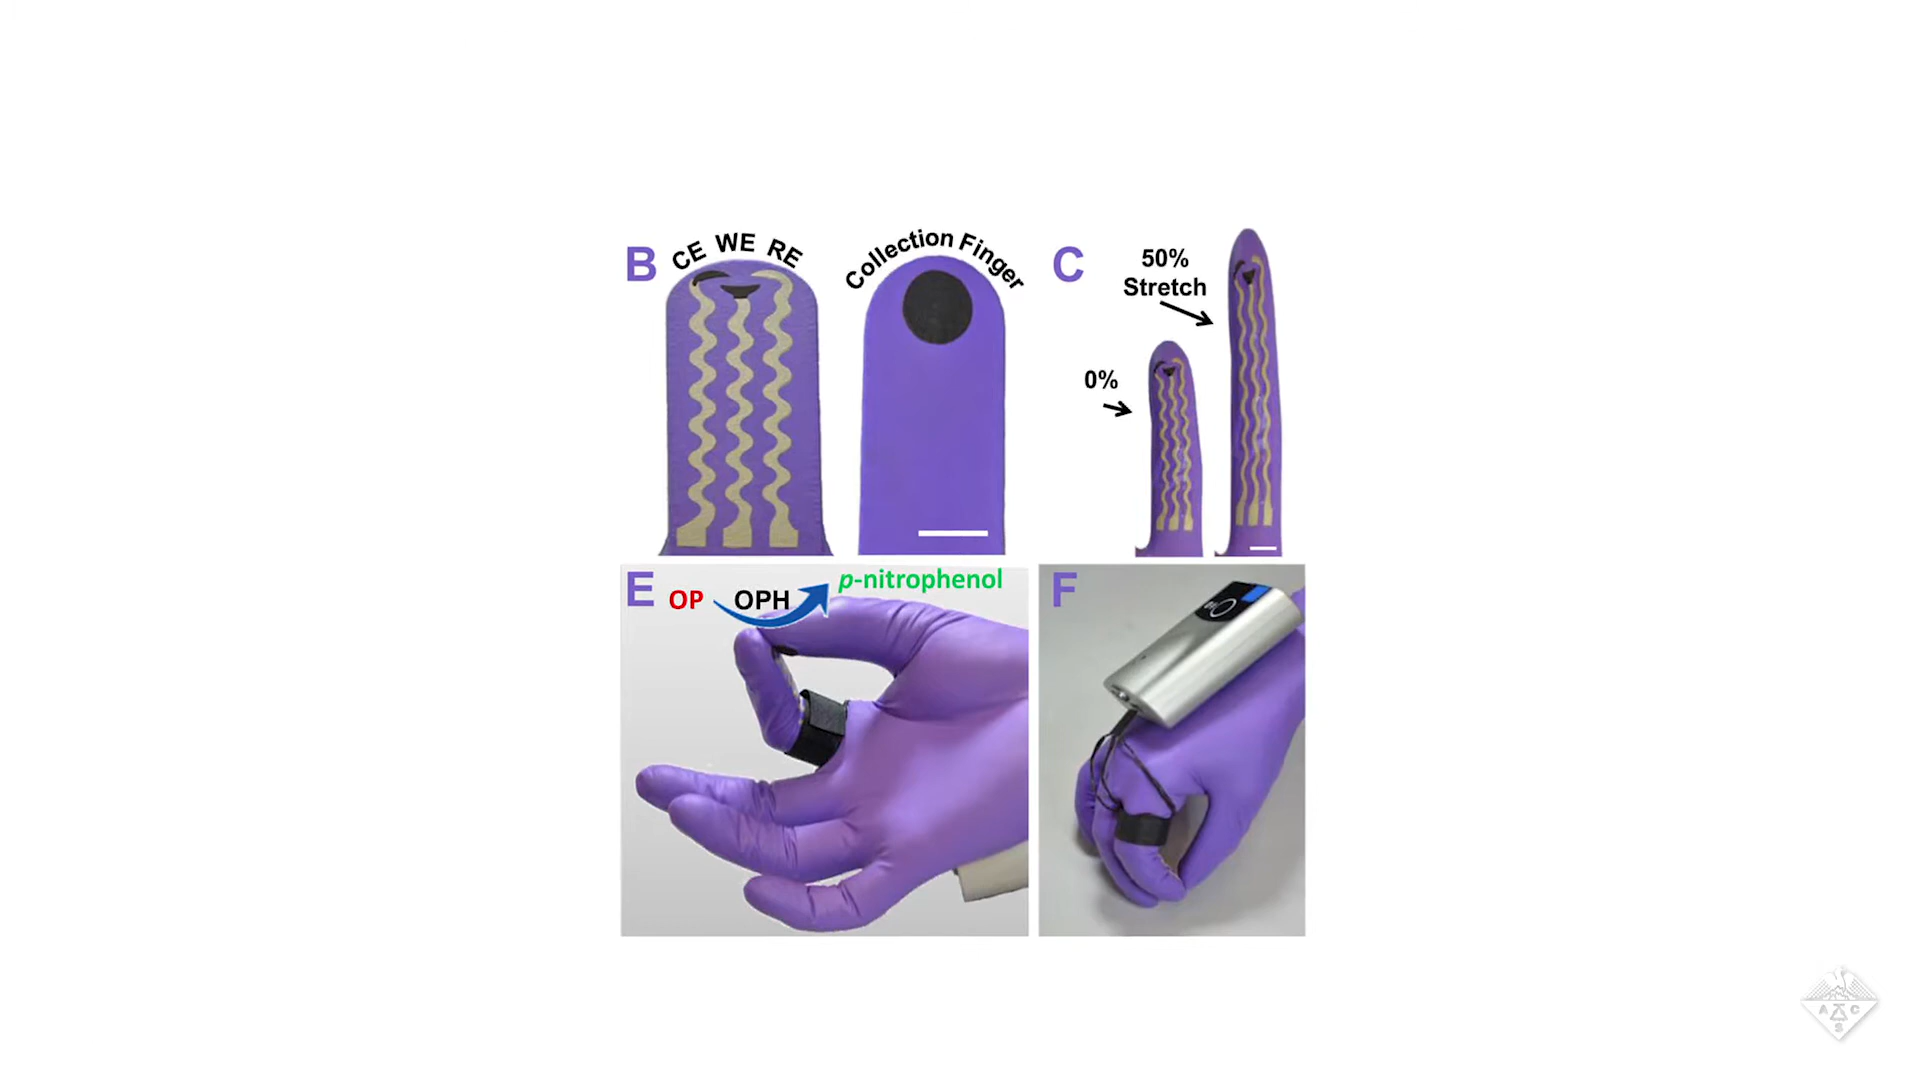 B
CE WE RE
Collection Finger
C
50%
Stretch
0%
E
OP
OPH
p-nitrophenol
F
A C
S